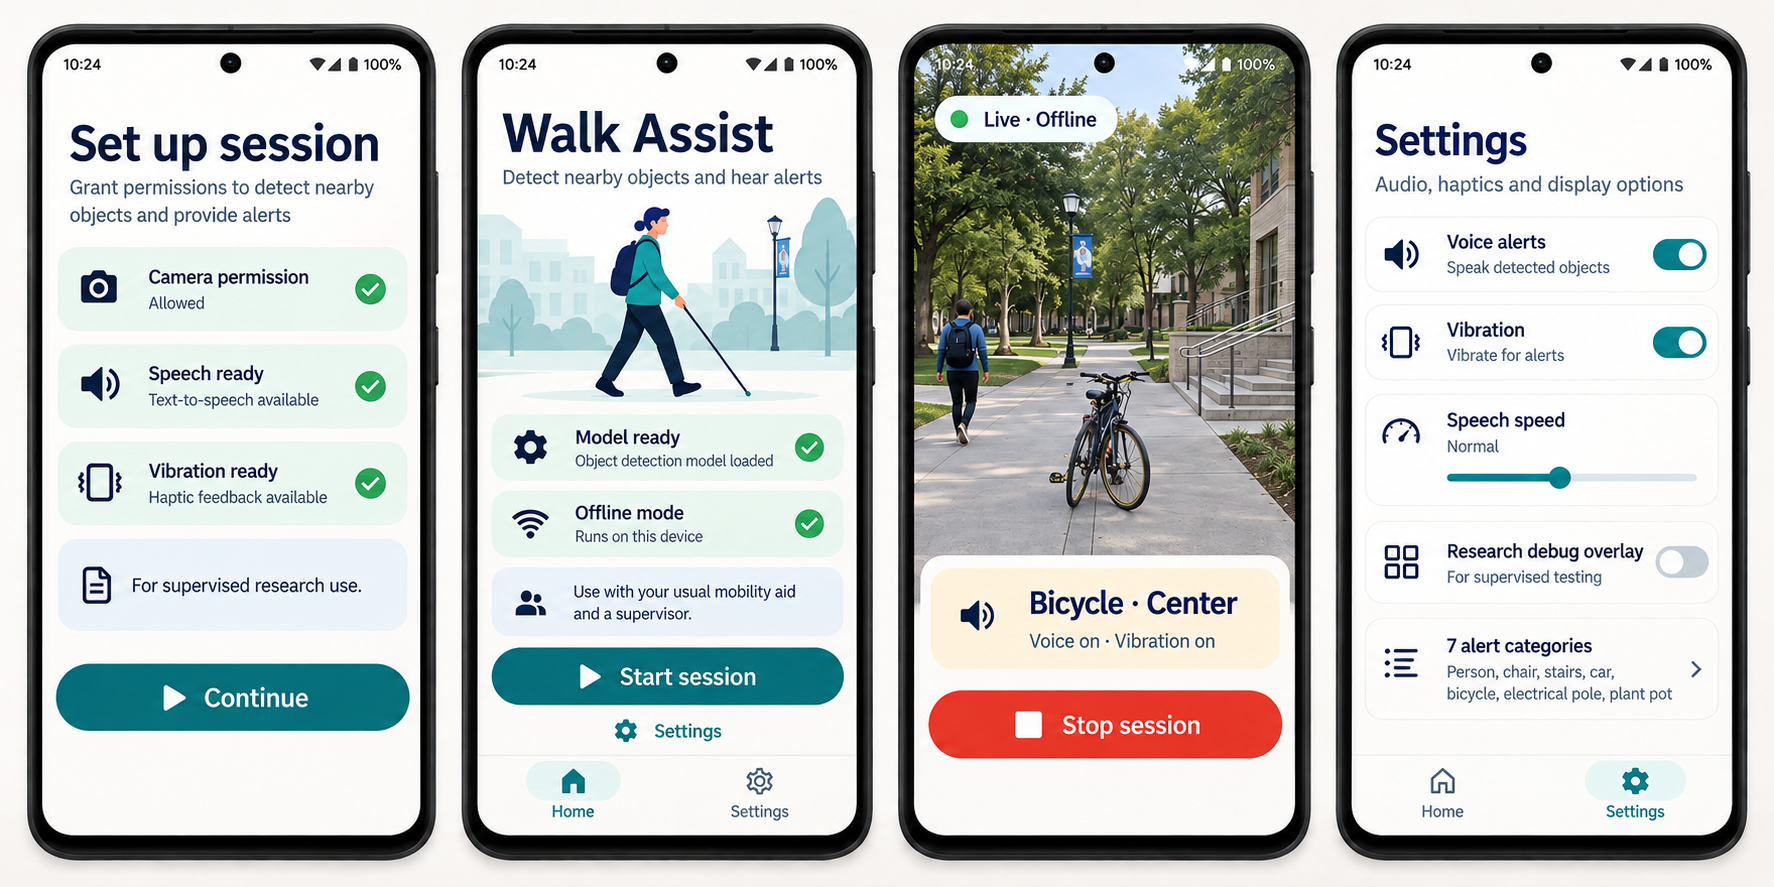 10:24
100%
Set up session
Grant permissions to detect nearby
objects and provide alerts
Camera permission
Allowed
Speech ready
Text-to-speech available
Vibration ready
Haptic feedback available
For supervised research use.
Continue
10:24
100%
Walk Assist
Detect nearby objects and hear alerts
Model ready
Object detection model loaded
Offline mode
Runs on this device
Use with your usual mobility aid
and a supervisor.
Start session
Settings
Home
Settings
10:24
100%
Live · Offline
Bicycle · Center
Voice on · Vibration on
Stop session
10:24
100%
Settings
Audio, haptics and display options
Voice alerts
Speak detected objects
Vibration
Vibrate for alerts
Speech speed
Normal
Research debug overlay
For supervised testing
7 alert categories
Person, chair, stairs, car,
bicycle, electrical pole, plant pot
Home
Settings